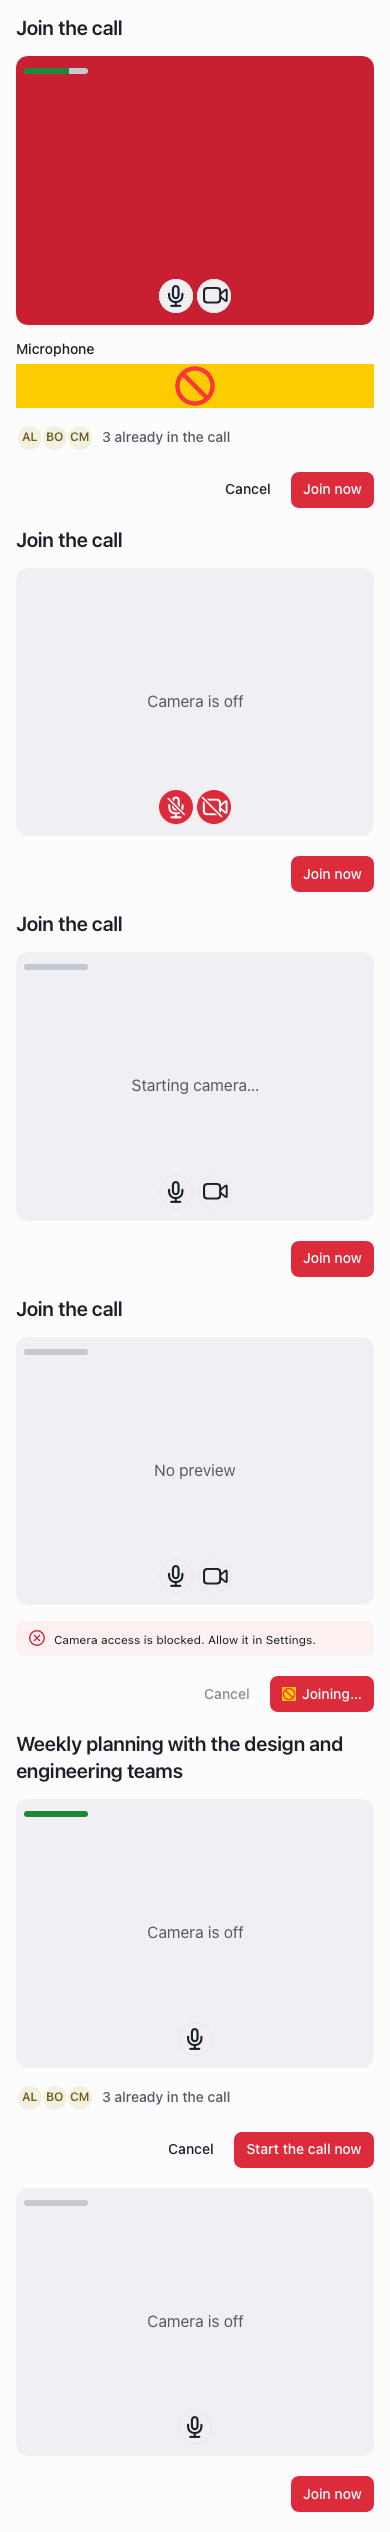 Join the call
Microphone
AL BO CM 3 already in the call
Cancel Join now
Join the call
Camera is off
Join now
Join the call
Starting camera...
Join now
Join the call
No preview
Camera access is blocked. Allow it in Settings.
Cancel Joining...
Weekly planning with the design and
engineering teams
Camera is off
AL BO CM 3 already in the call
Cancel Start the call now
Camera is off
Join now